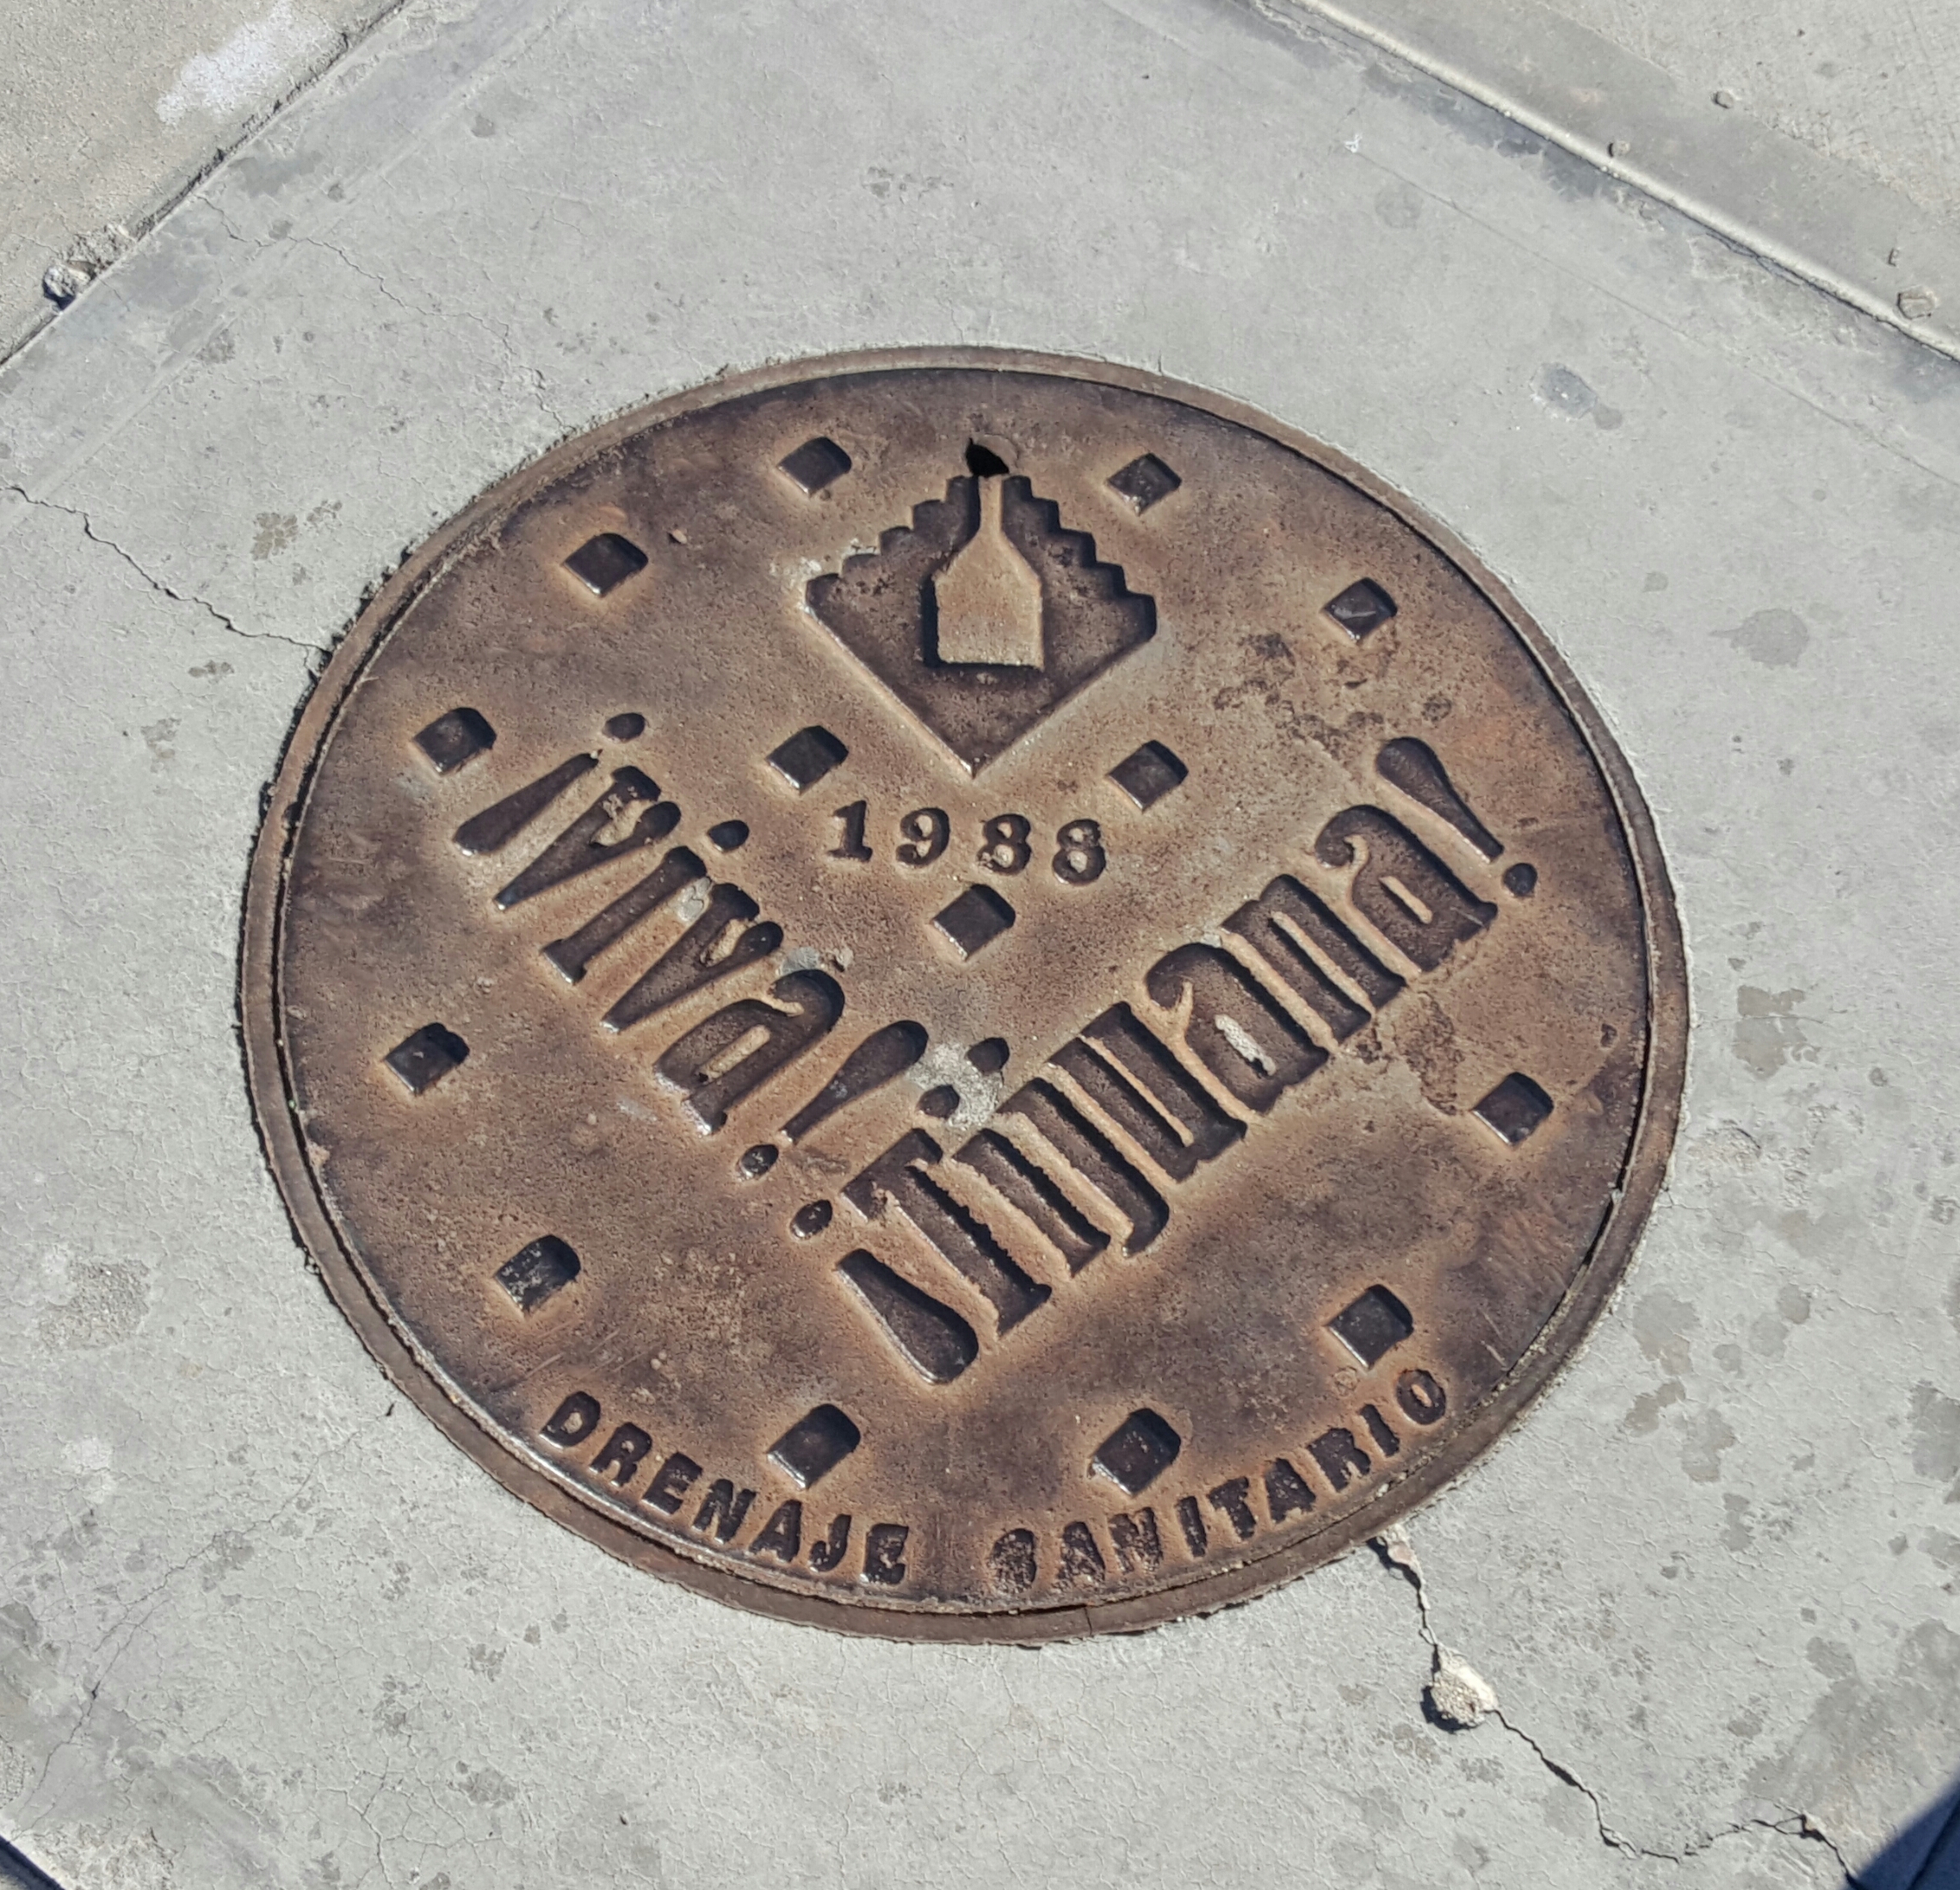 1988
¡viva!
¡Tijuana!
DRENAJE SANITARIO